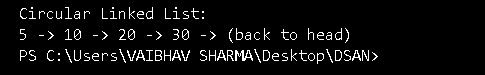 Circular Linked List:
5 -> 10 -> 20 -> 30 -> (back to head)
PS C:\Users\VAIBHAV SHARMA\Desktop\DSAN>